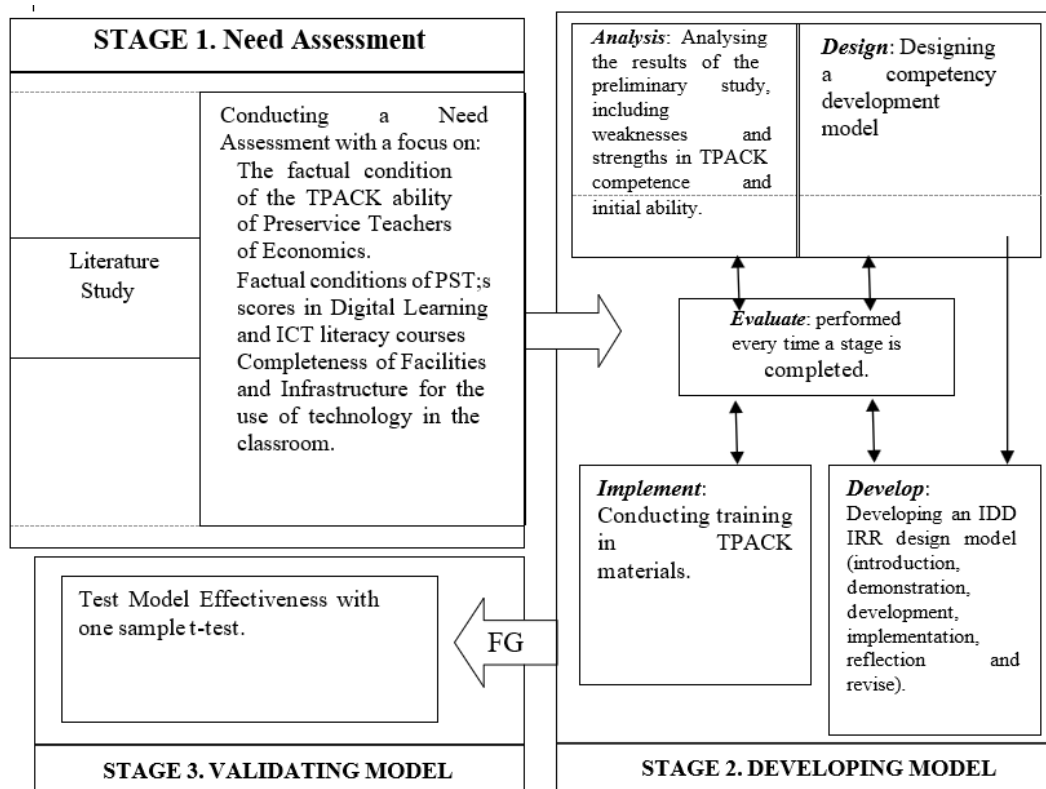 STAGE 1. Need Assessment
Literature
Study
Conducting a Need
Assessment with a focus on:
The factual condition
of the TPACK ability
of Preservice Teachers
of Economics.
Factual conditions of PST;s
scores in Digital Learning
and ICT literacy courses
Completeness of Facilities
and Infrastructure for the
use of technology in the
classroom.
Analysis: Analysing
the results of the
preliminary study,
including
weaknesses and
strengths in TPACK
competence and
initial ability.
Design: Designing
a competency
development
model
Evaluate: performed
every time a stage is
completed.
Implement:
Conducting training
in TPACK
materials.
Develop:
Developing an IDD
IRR design model
(introduction,
demonstration,
development,
implementation,
reflection and
revise).
STAGE 2. DEVELOPING MODEL
FG
Test Model Effectiveness with
one sample t-test.
STAGE 3. VALIDATING MODEL